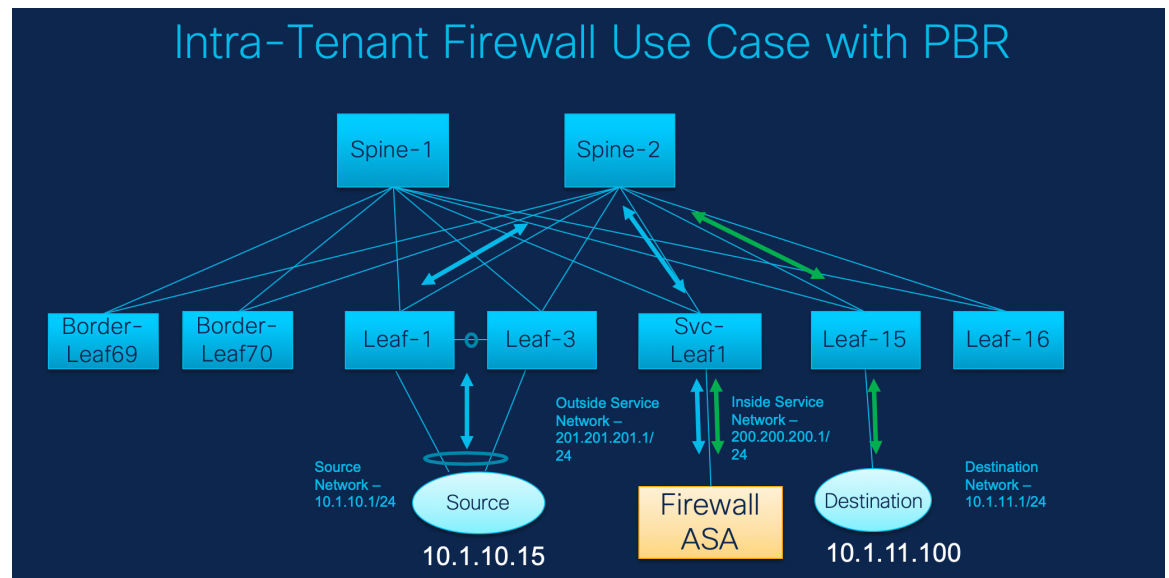 Intra-Tenant Firewall Use Case with PBR
Spine-1
Spine-2
Border-
Leaf69
Border-
Leaf70
Leaf-1
Leaf-3
Svc-
Leaf1
Leaf-15
Leaf-16
Outside Service
Network –
201.201.201.1/
24
Inside Service
Network –
200.200.200.1/
24
Source
Network –
10.1.10.1/24
Destination
Network –
10.1.11.1/24
Source
Firewall
ASA
Destination
10.1.10.15
10.1.11.100